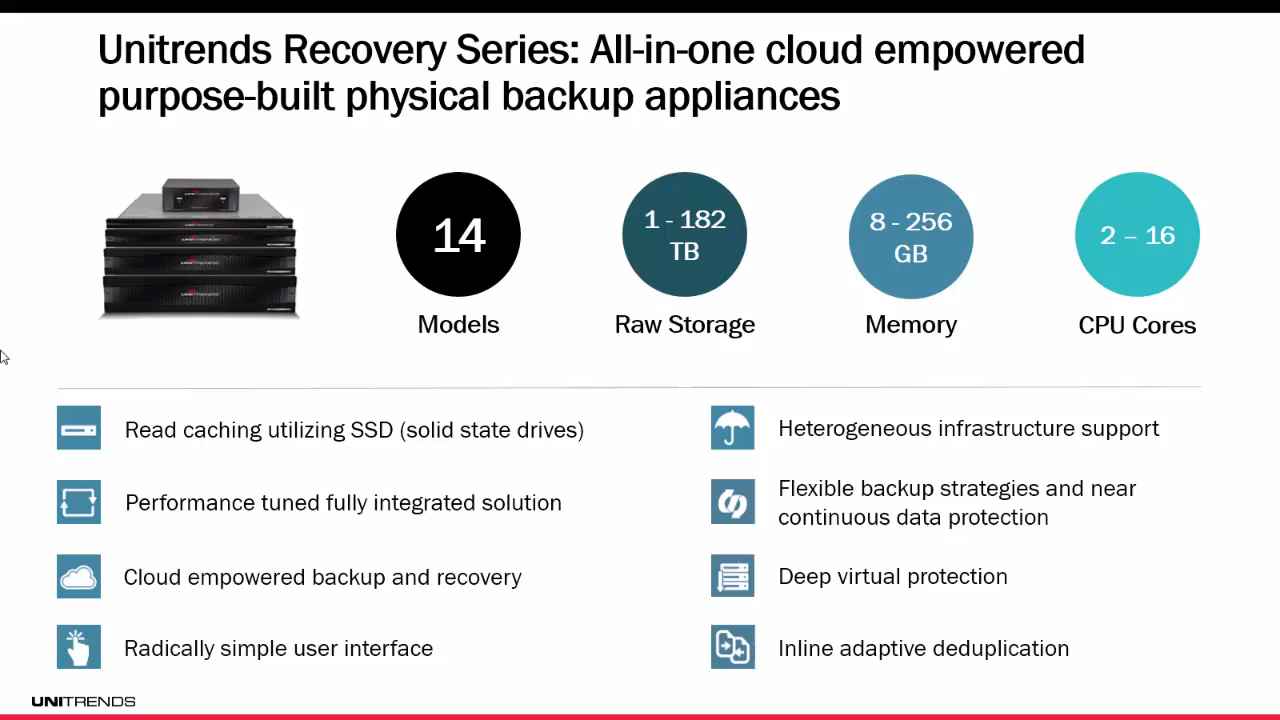 Unitrends Recovery Series: All-in-one cloud empowered
purpose-built physical backup appliances
14
Models
1 - 182
TB
Raw Storage
8 - 256
GB
Memory
2 – 16
CPU Cores
Read caching utilizing SSD (solid state drives)
Performance tuned fully integrated solution
Cloud empowered backup and recovery
Radically simple user interface
Heterogeneous infrastructure support
Flexible backup strategies and near
continuous data protection
Deep virtual protection
Inline adaptive deduplication
UNITRENDS